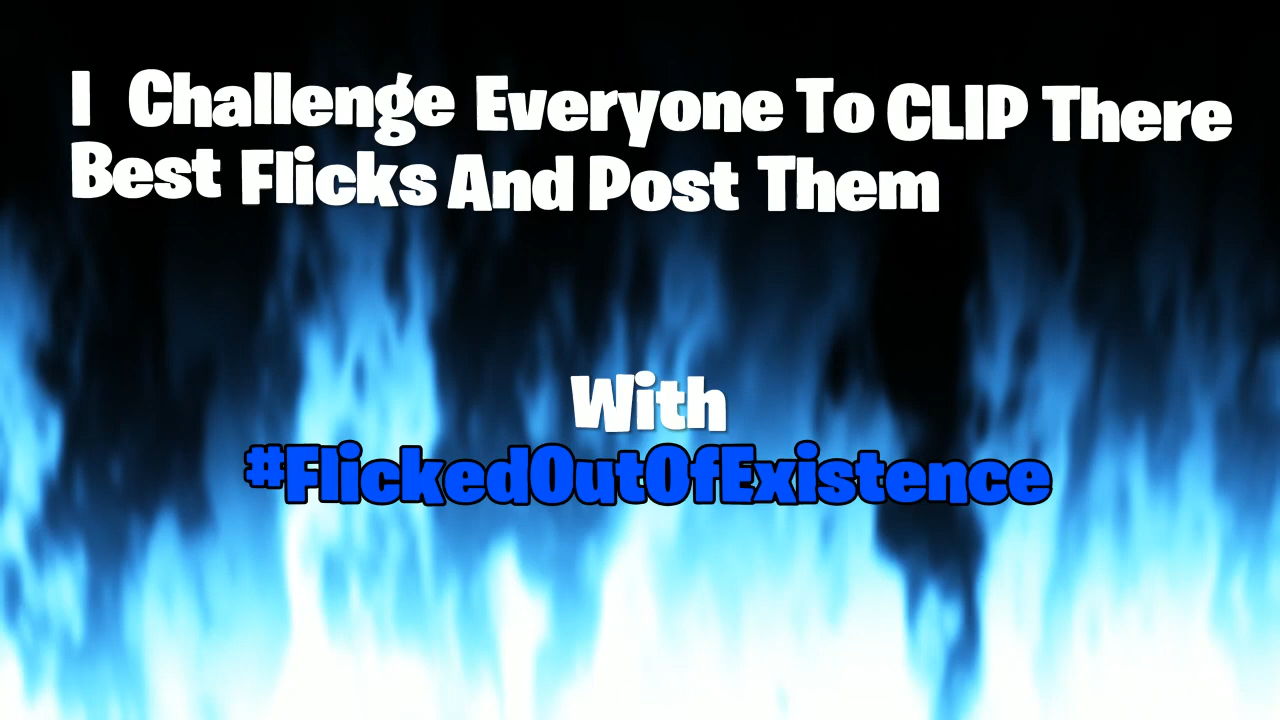 I Challenge Everyone To CLIP There
Best Flicks And Post Them
With
#FlickedOutOfExistence